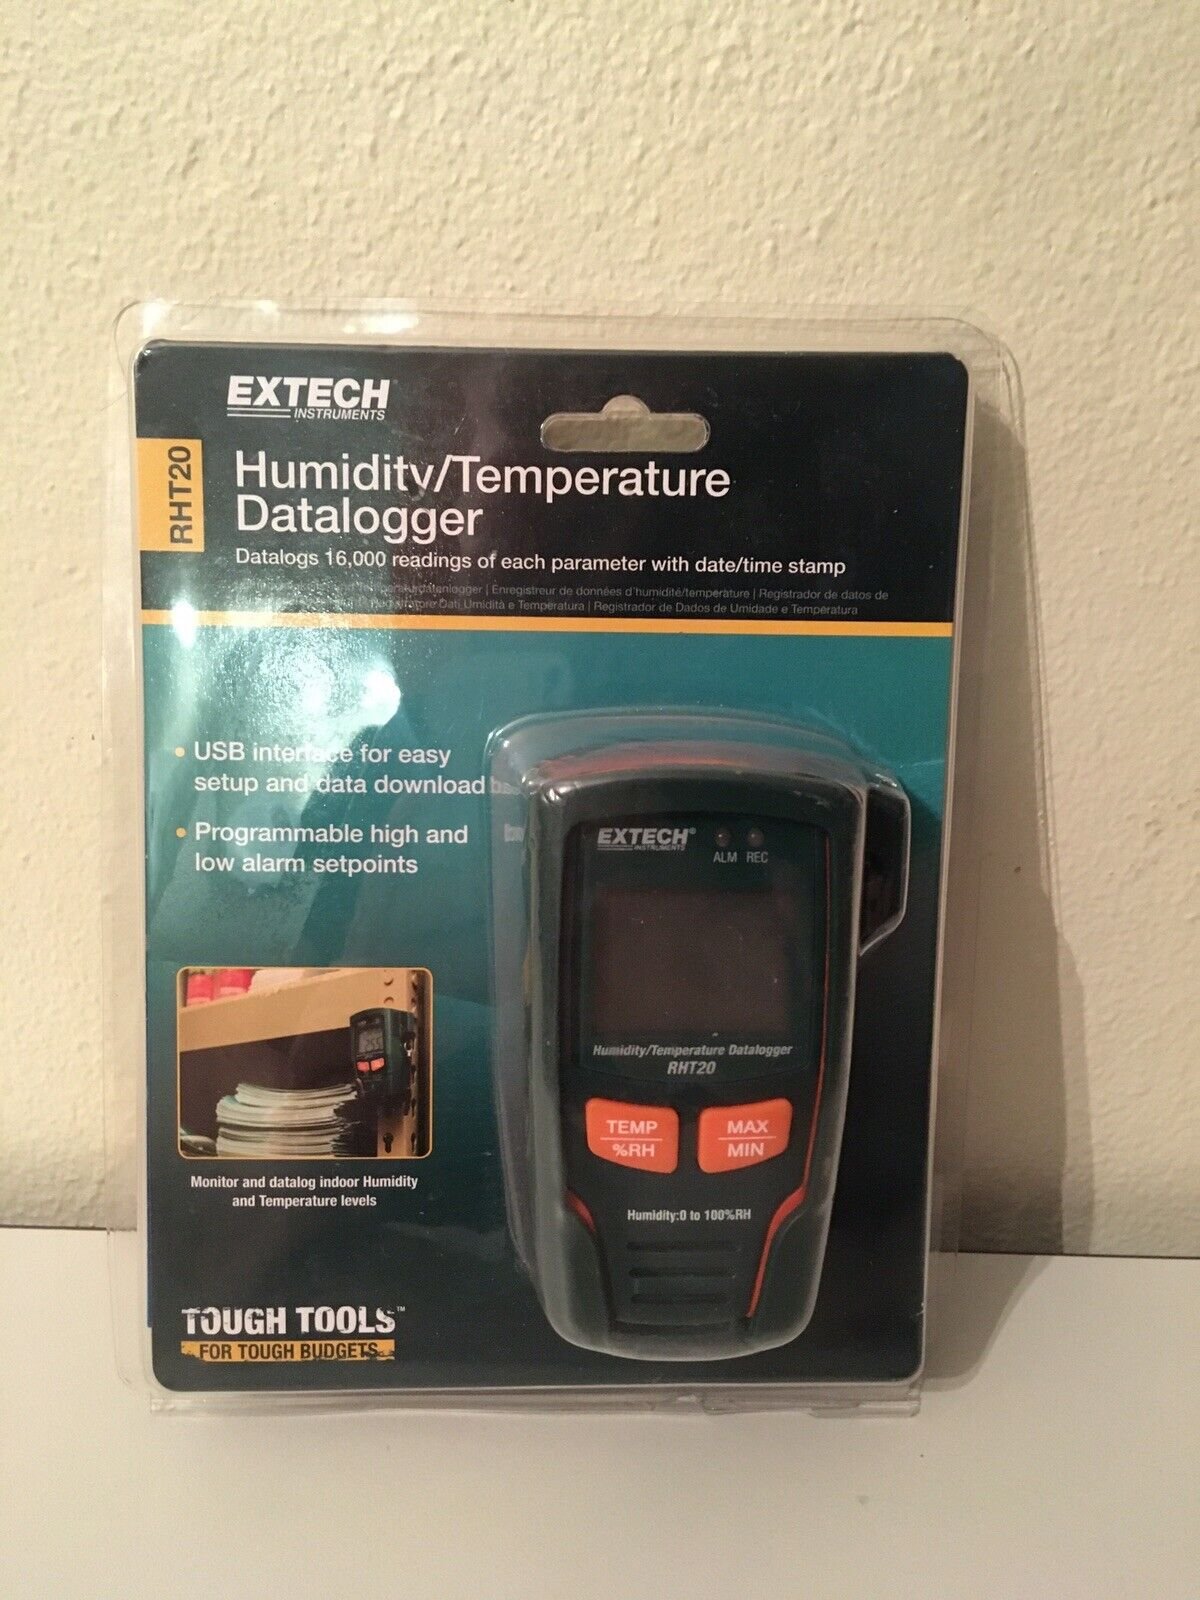 EXTECH
INSTRUMENTS
RHT20
Humidity/Temperature
Datalogger
Datalogs 16,000 readings of each parameter with date/time stamp
| Enregistreur de données d'humidité/température | Registrador de datos de
Dati Umidità e Temperatura | Registrador de Dados de Umidade e Temperatura
• USB interface for easy
setup and data download
• Programmable high and
low alarm setpoints
EXTECH®
INSTRUMENTS
ALM REC
Humidity/Temperature Datalogger
RHT20
TEMP
%RH
MAX
MIN
Humidity:0 to 100%RH
Monitor and datalog indoor Humidity
and Temperature levels
TOUGH TOOLS™
FOR TOUGH BUDGETS